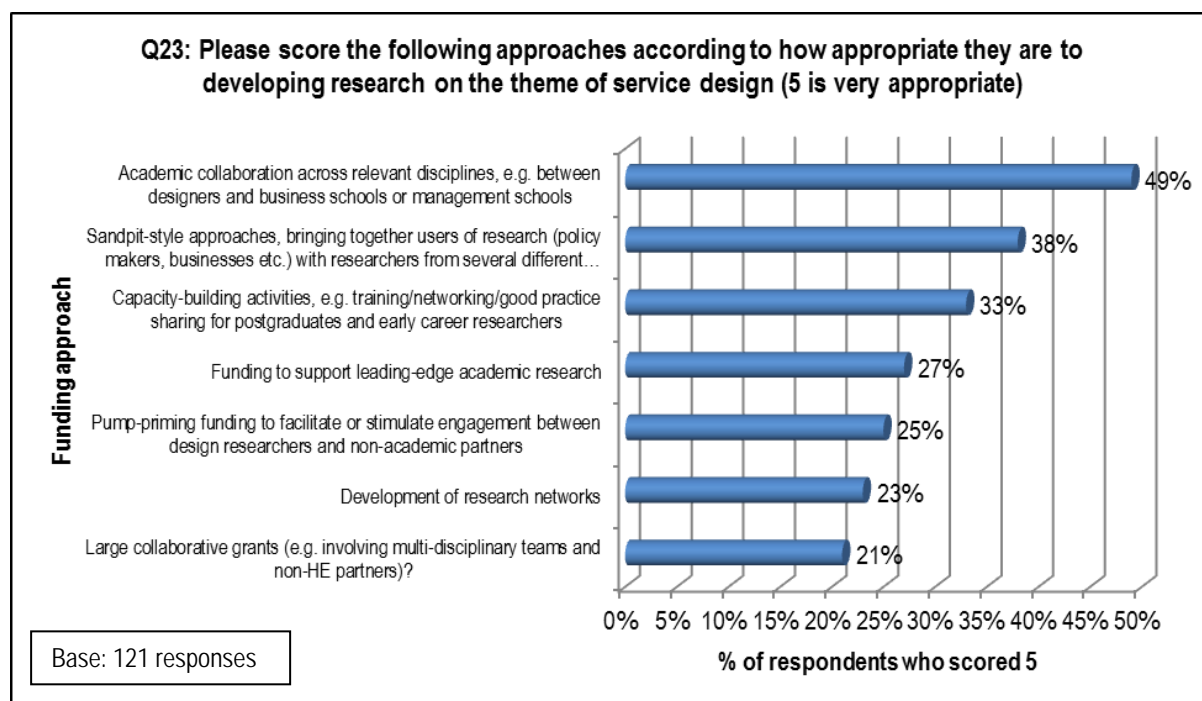 Q23: Please score the following approaches according to how appropriate they are to
developing research on the theme of service design (5 is very appropriate)
Funding approach
Academic collaboration across relevant disciplines, e.g. between
designers and business schools or management schools
49%
Sandpit-style approaches, bringing together users of research (policy
makers, businesses etc.) with researchers from several different…
38%
Capacity-building activities, e.g. training/networking/good practice
sharing for postgraduates and early career researchers
33%
Funding to support leading-edge academic research
27%
Pump-priming funding to facilitate or stimulate engagement between
design researchers and non-academic partners
25%
Development of research networks
23%
Large collaborative grants (e.g. involving multi-disciplinary teams and
non-HE partners)?
21%
0% 5% 10% 15% 20% 25% 30% 35% 40% 45% 50%
% of respondents who scored 5
Base: 121 responses